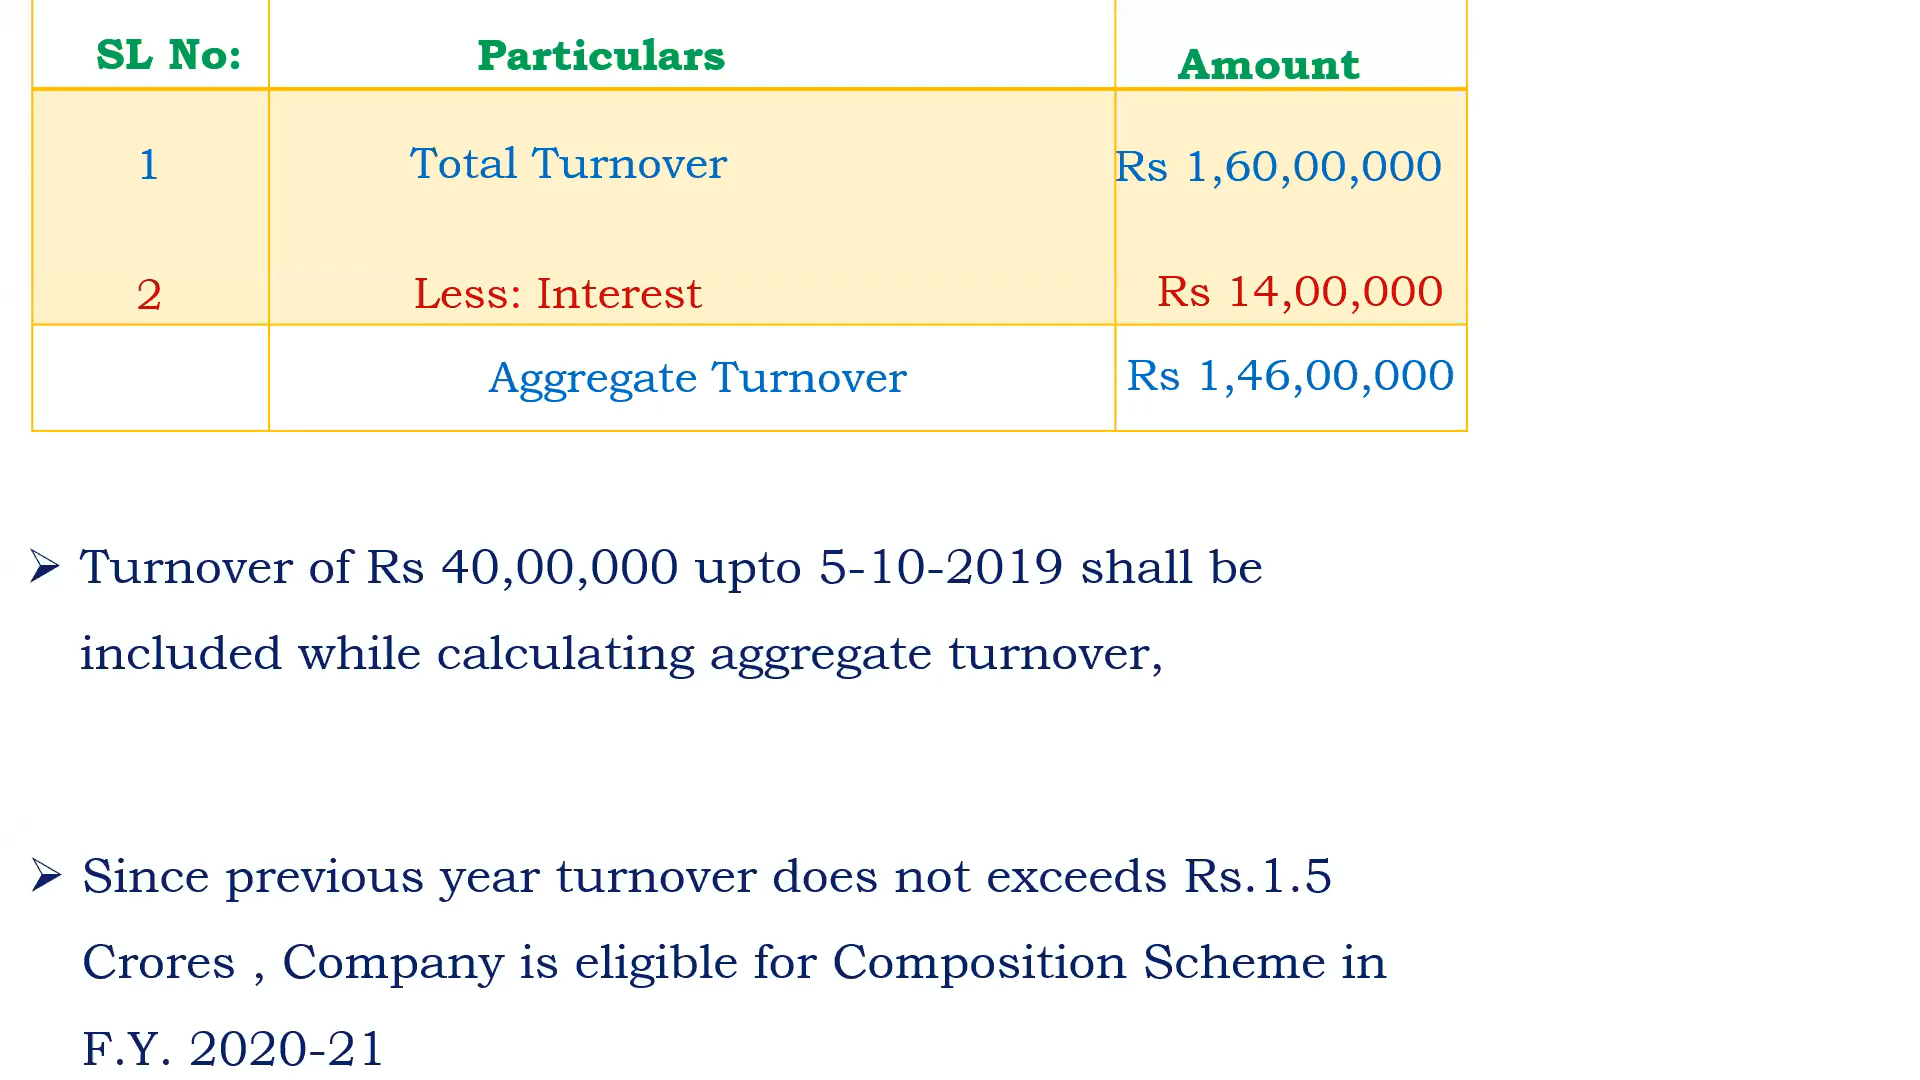 SL No: Particulars Amount
1 Total Turnover Rs 1,60,00,000
2 Less: Interest Rs 14,00,000
Aggregate Turnover Rs 1,46,00,000
➢ Turnover of Rs 40,00,000 upto 5-10-2019 shall be
included while calculating aggregate turnover,
➢ Since previous year turnover does not exceeds Rs.1.5
Crores , Company is eligible for Composition Scheme in
F.Y. 2020-21